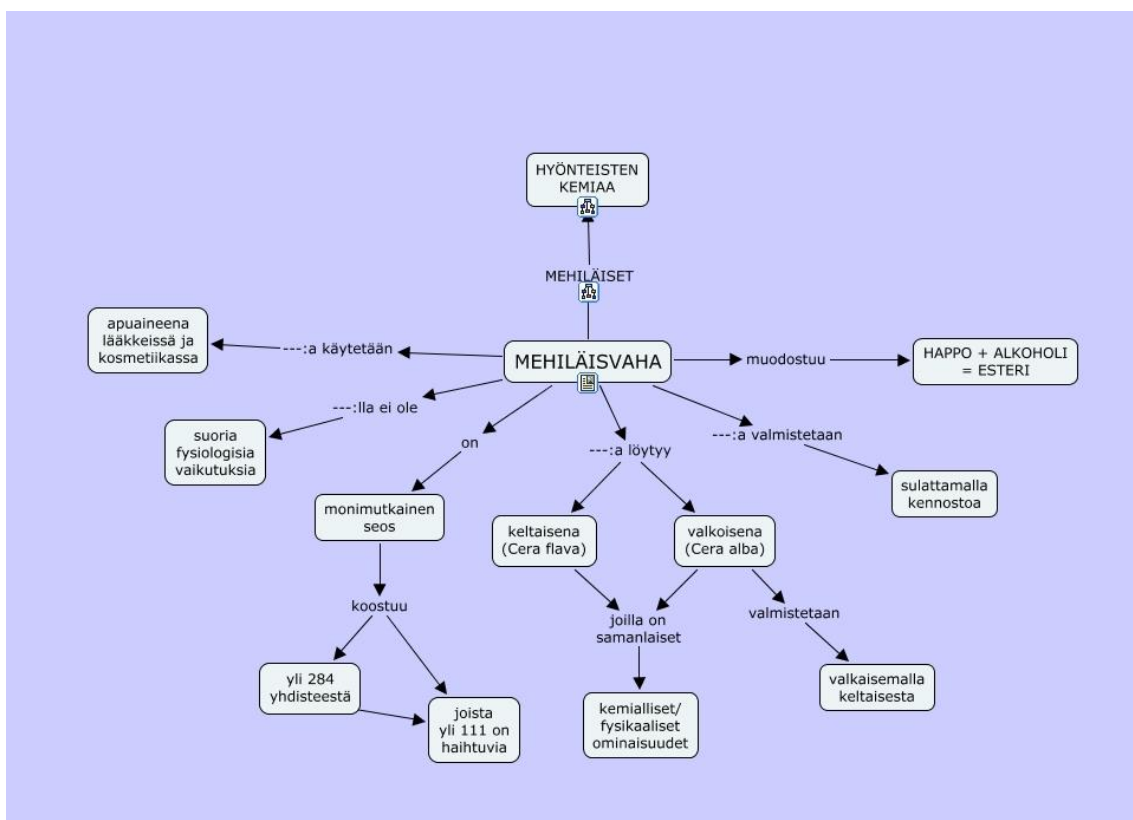 HYÖNTEISTEN
KEMIAA
MEHILÄISET
apuaineena
lääkkeissä ja
kosmetiikassa
---:a käytetään
MEHILÄISVAHA
muodostuu
HAPPO + ALKOHOLI
= ESTERI
---:lla ei ole
suoria
fysiologisia
vaikutuksia
on
---:a löytyy
---:a valmistetaan
sulattamalla
kennostoa
monimutkainen
seos
keltaisena
(Cera flava)
valkoisena
(Cera alba)
koostuu
joilla on
samanlaiset
valmistetaan
yli 284
yhdisteestä
joista
yli 111 on
haihtuvia
kemialliset/
fysikaaliset
ominaisuudet
valkaisemalla
keltaisesta